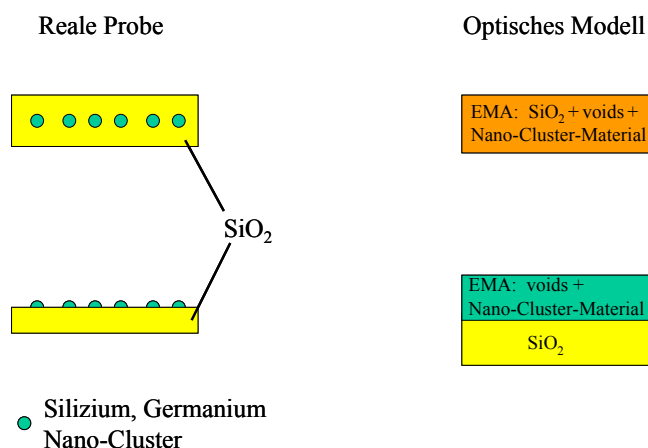 Reale Probe
Optisches Modell
EMA: SiO₂ + voids +
Nano-Cluster-Material
SiO₂
EMA: voids +
Nano-Cluster-Material
SiO₂
Silizium, Germanium
Nano-Cluster